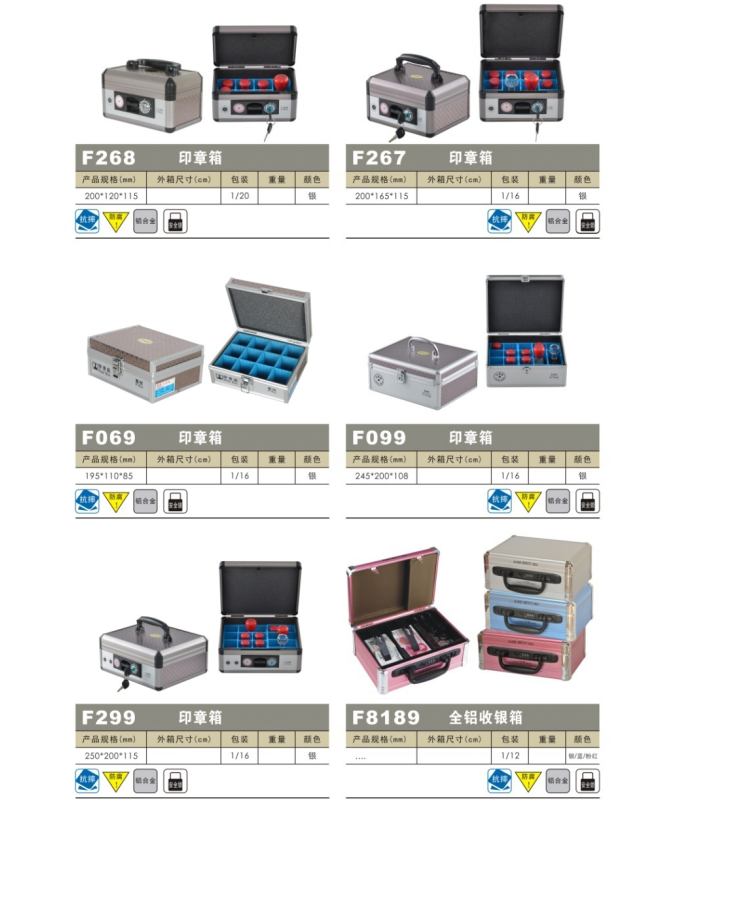 F268 印章箱
产品规格(mm) 外箱尺寸(cm) 包装 重量 颜色
200*120*115 1/20 银
抗摔 防腐 ! 铝合金 安全锁
F267 印章箱
产品规格(mm) 外箱尺寸(cm) 包装 重量 颜色
200*165*115 1/16 银
抗摔 防腐 ! 铝合金 安全锁
F069 印章箱
产品规格(mm) 外箱尺寸(cm) 包装 重量 颜色
195*110*85 1/16 银
抗摔 防腐 ! 铝合金 安全锁
F099 印章箱
产品规格(mm) 外箱尺寸(cm) 包装 重量 颜色
245*200*108 1/16 银
抗摔 防腐 ! 铝合金 安全锁
F299 印章箱
产品规格(mm) 外箱尺寸(cm) 包装 重量 颜色
250*200*115 1/16 银
抗摔 防腐 ! 铝合金 安全锁
F8189 全铝收银箱
产品规格(mm) 外箱尺寸(cm) 包装 重量 颜色
.... 1/12 银/蓝/粉红
抗摔 防腐 ! 铝合金 安全锁